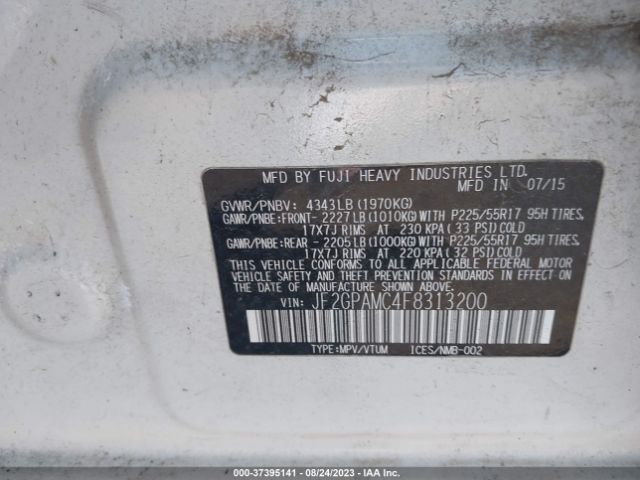 MFD BY FUJI HEAVY INDUSTRIES LTD.
MFD IN 07/15
GVWR/PNBV: 4343LB (1970KG)
GAWR/PNBE:FRONT- 2227LB (1010KG) WITH P225/55R17 95H TIRES,
17X7J RIMS AT 230 KPA (33 PSI) COLD
GAWR/PNBE:REAR - 2205LB (1000KG) WITH P225/55R17 95H TIRES,
17X7J RIMS AT 220 KPA (32 PSI) COLD
THIS VEHICLE CONFORMS TO ALL APPLICABLE FEDERAL MOTOR
VEHICLE SAFETY AND BUMPER STANDARDS IN EFFECT ON
THE DATE OF MANUFACTURE SHOWN ABOVE.
VIN: JF2GPAMC4F8313200
TYPE:MPV/VTUM ICES/NMB-002
000-37395141 - 08/24/2023 - IAA Inc.